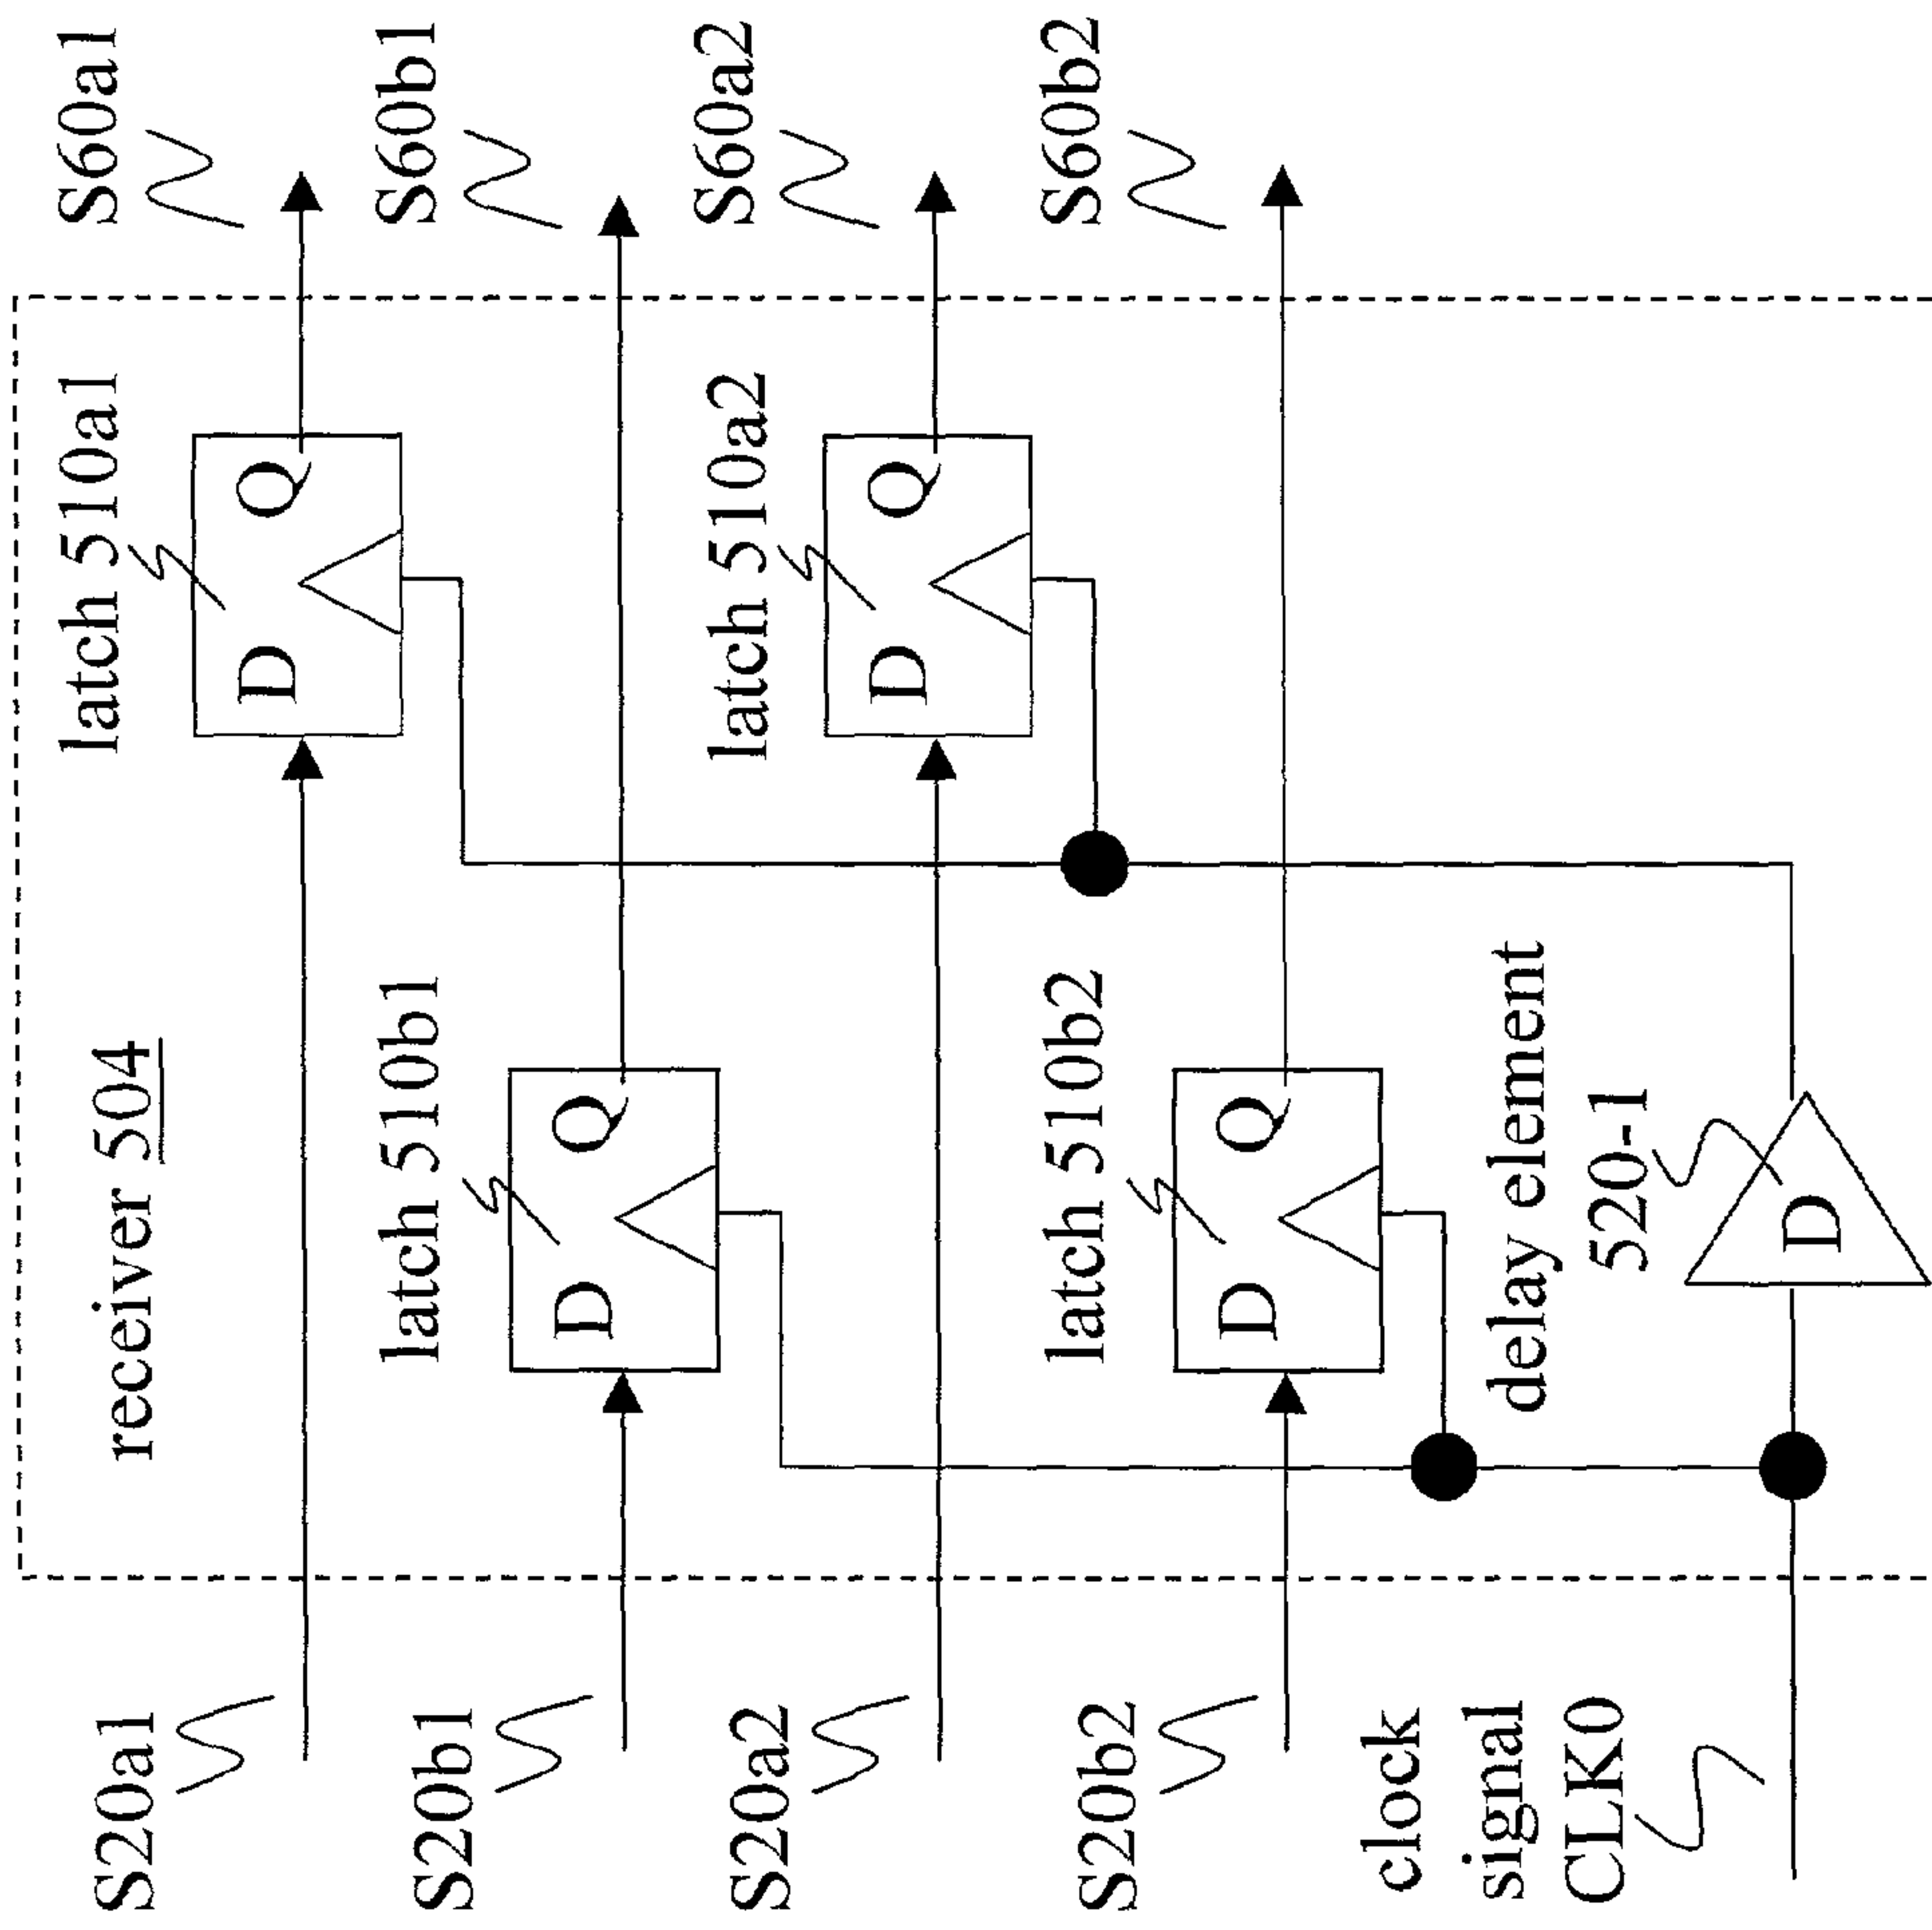 receiver 504
S20a1
latch 510a1
D
Q
S60a1
S20b1
latch 510b1
D
Q
S60b1
S20a2
latch 510a2
D
Q
S60a2
S20b2
latch 510b2
D
Q
S60b2
clock
signal
CLK0
delay element
520-1
D